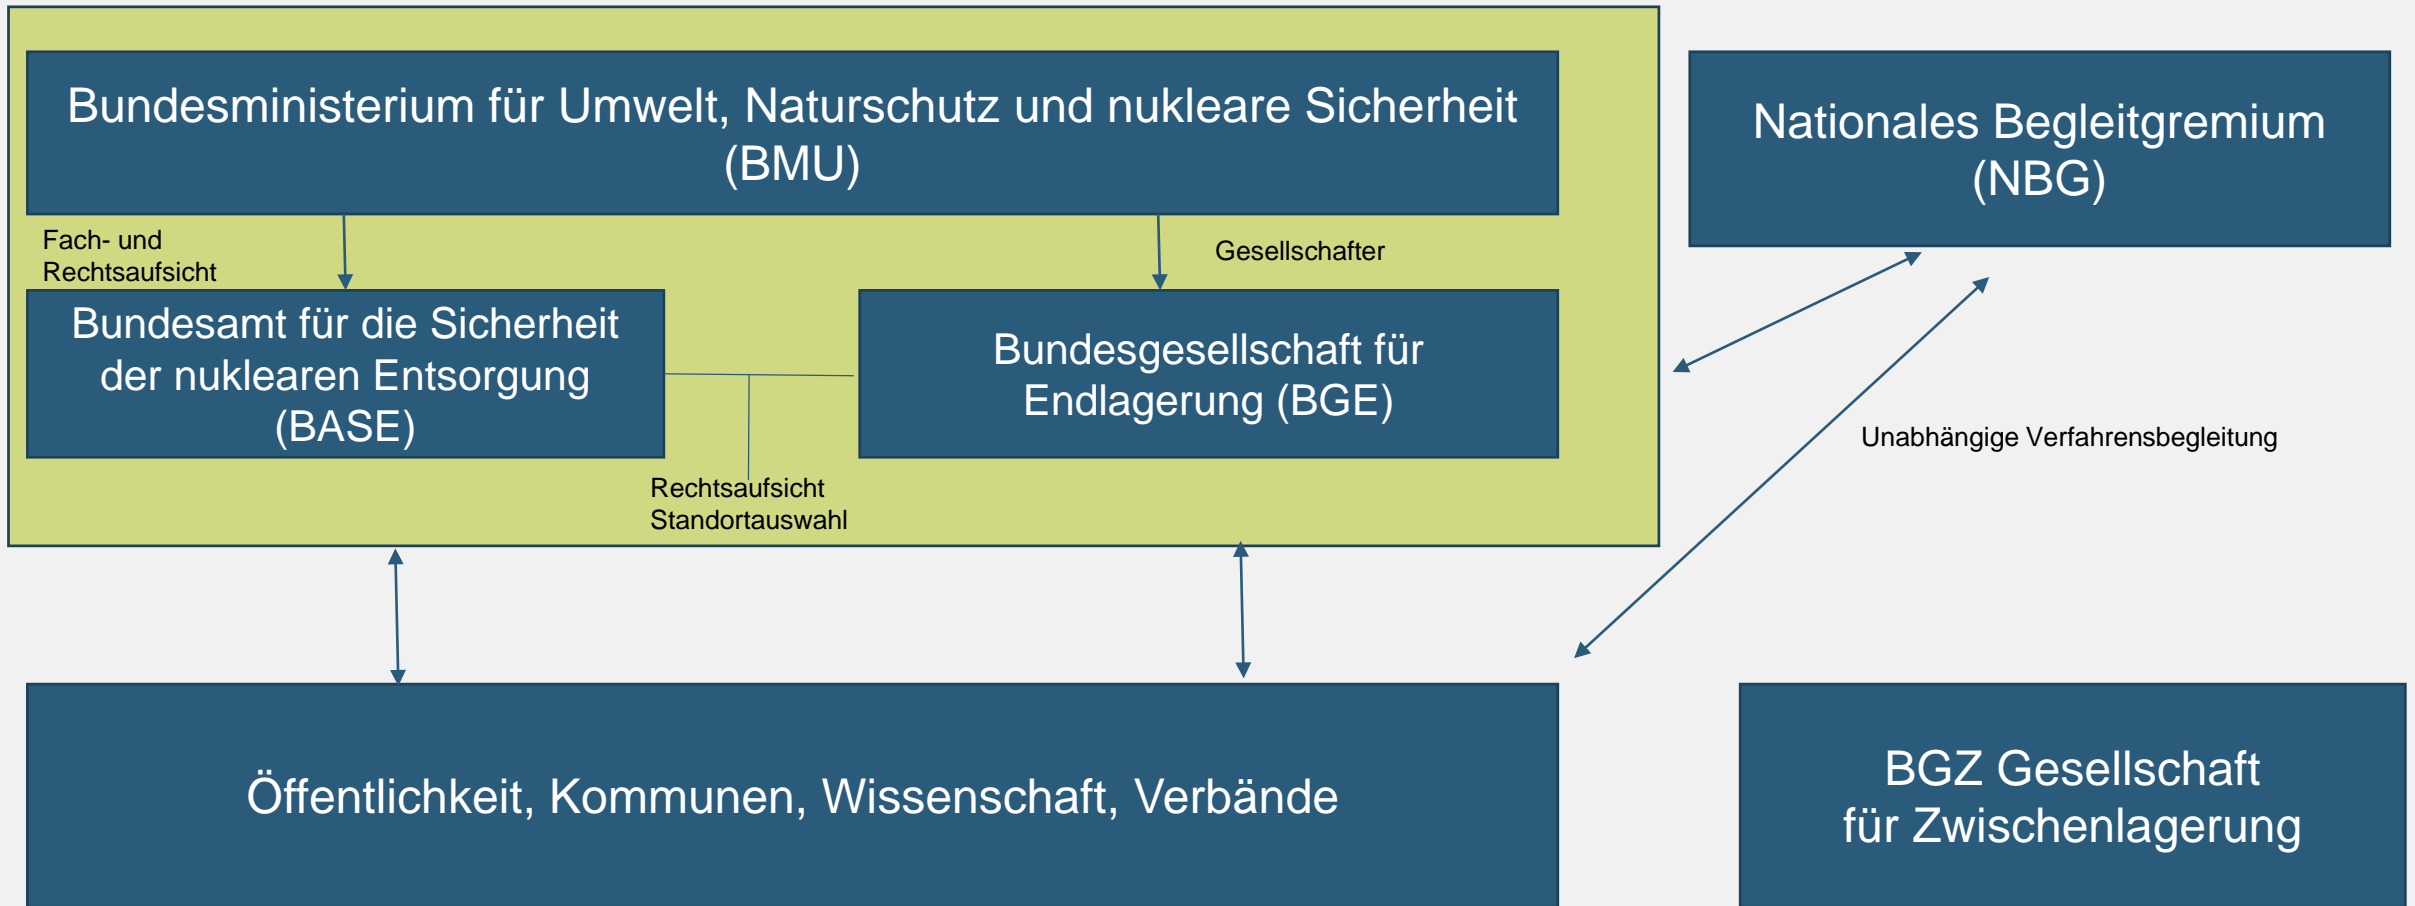 Bundesministerium für Umwelt, Naturschutz und nukleare Sicherheit
(BMU)
Nationales Begleitgremium
(NBG)
Fach- und
Rechtsaufsicht
Gesellschafter
Bundesamt für die Sicherheit
der nuklearen Entsorgung
(BASE)
Bundesgesellschaft für
Endlagerung (BGE)
Unabhängige Verfahrensbegleitung
Rechtsaufsicht
Standortauswahl
Öffentlichkeit, Kommunen, Wissenschaft, Verbände
BGZ Gesellschaft
für Zwischenlagerung